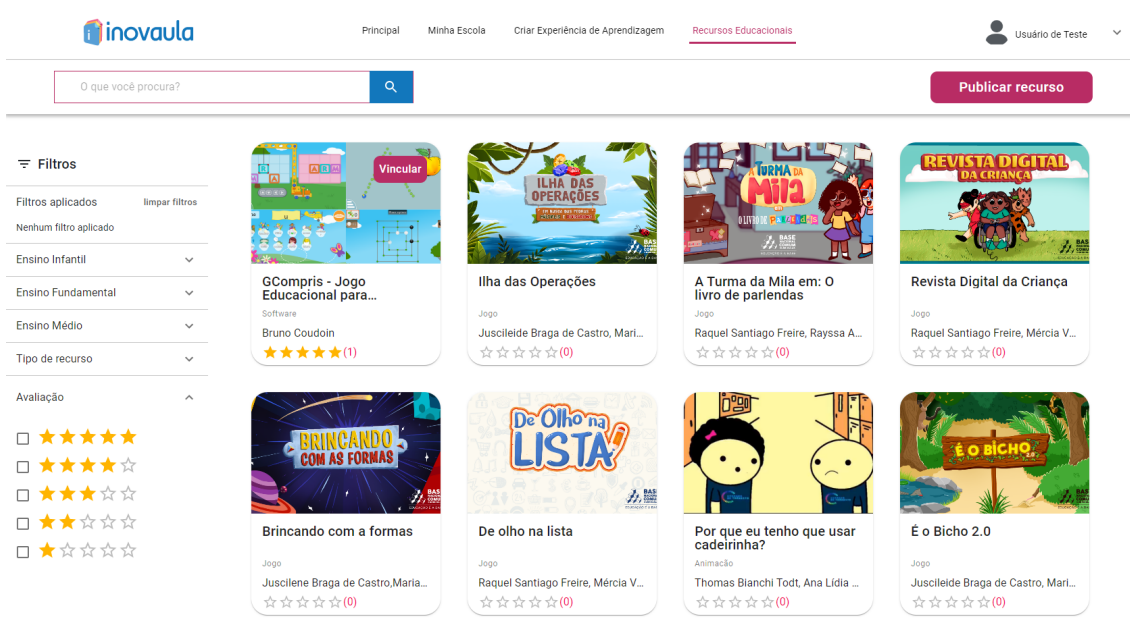 inovaula
Principal
Minha Escola
Criar Experiência de Aprendizagem
Recursos Educacionais
Usuário de Teste
O que você procura?
Publicar recurso
Filtros
Filtros aplicados
limpar filtros
Nenhum filtro aplicado
Ensino Infantil
Ensino Fundamental
Ensino Médio
Tipo de recurso
Avaliação
Vincular
GCompris - Jogo
Educacional para...
Software
Bruno Coudoin
(1)
ILHA DAS
OPERAÇÕES
Ilha das Operações
Jogo
Juscileide Braga de Castro, Mari...
(0)
A TURMA DA
Mila
em
O LIVRO DE PARLENDAS
BASE
NACIONAL
COMUM
A Turma da Mila em: O
livro de parlendas
Jogo
Raquel Santiago Freire, Rayssa A...
(0)
REVISTA DIGITAL
DA CRIANÇA
Revista Digital da Criança
Jogo
Raquel Santiago Freire, Mércia V...
(0)
BRINCANDO
COM AS FORMAS
Brincando com a formas
Jogo
Juscilene Braga de Castro,Maria...
(0)
De Olho na
LISTA
De olho na lista
Jogo
Raquel Santiago Freire, Mércia V...
(0)
Por que eu tenho que usar
cadeirinha?
Animação
Thomas Bianchi Todt, Ana Lídia ...
(0)
É O BICHO
2.0
É o Bicho 2.0
Jogo
Juscileide Braga de Castro, Mari...
(0)